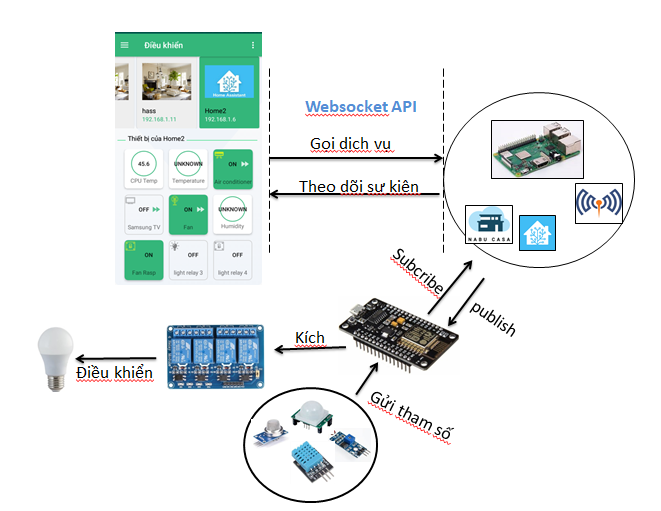 Điều khiển
hass
192.168.1.11
Home Assistant
Home2
192.168.1.6
Thiết bị của Home2
45.6
CPU Temp
UNKNOWN
Temperature
ON
Air conditioner
OFF
Samsung TV
ON
Fan
UNKNOWN
Humidity
ON
Fan Rasp
OFF
light relay 3
OFF
light relay 4
Websocket API
Gọi dịch vụ
Theo dõi sự kiện
NABU CASA
Subcribe
publish
Kích
Điều khiển
Gửi tham số